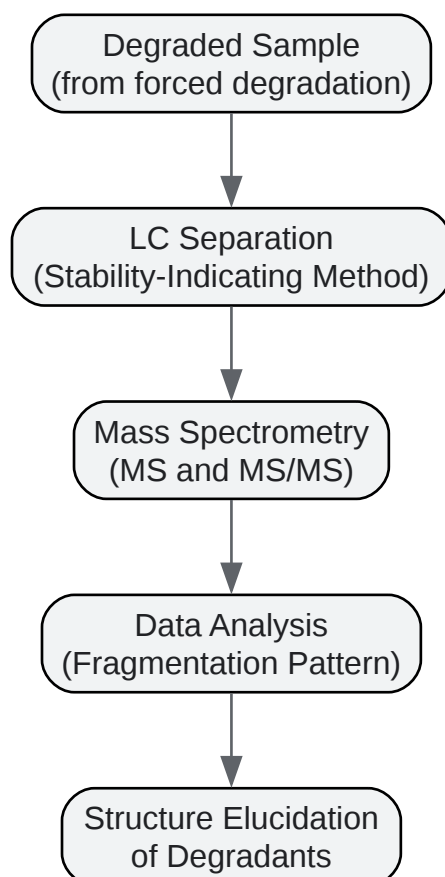 Degraded Sample
(from forced degradation)
LC Separation
(Stability-Indicating Method)
Mass Spectrometry
(MS and MS/MS)
Data Analysis
(Fragmentation Pattern)
Structure Elucidation
of Degradants